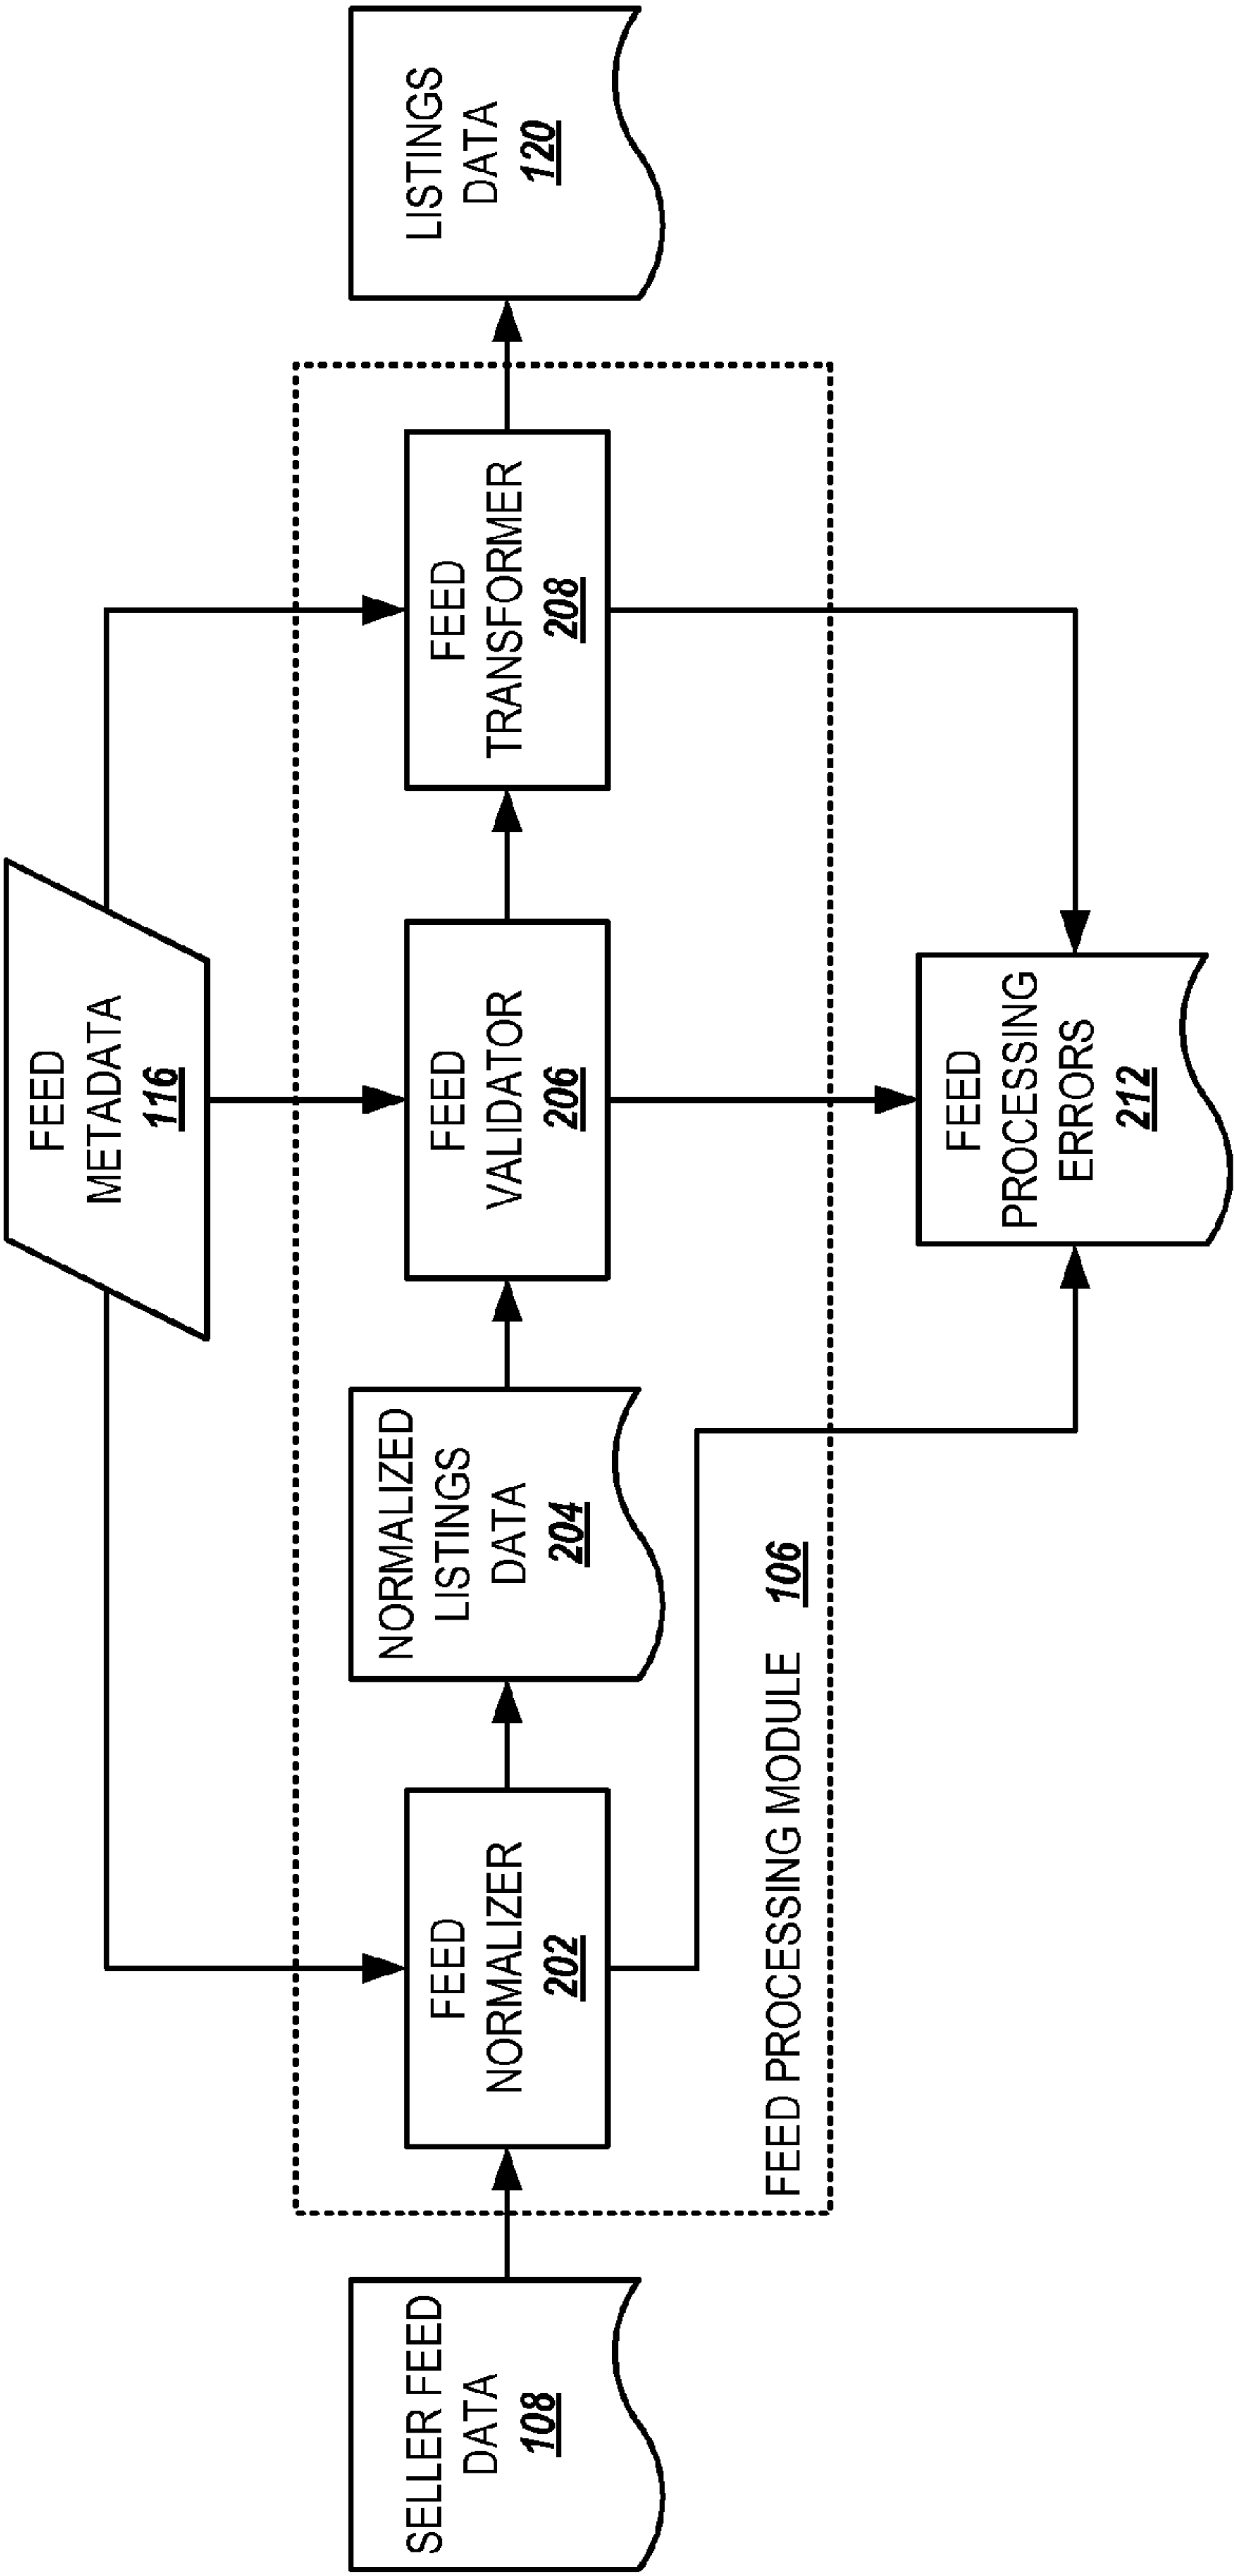 FEED
METADATA
116
SELLER FEED
DATA
108
FEED
NORMALIZER
202
NORMALIZED
LISTINGS
DATA
204
FEED
VALIDATOR
206
FEED
TRANSFORMER
208
LISTINGS
DATA
120
FEED PROCESSING MODULE 106
FEED
PROCESSING
ERRORS
212